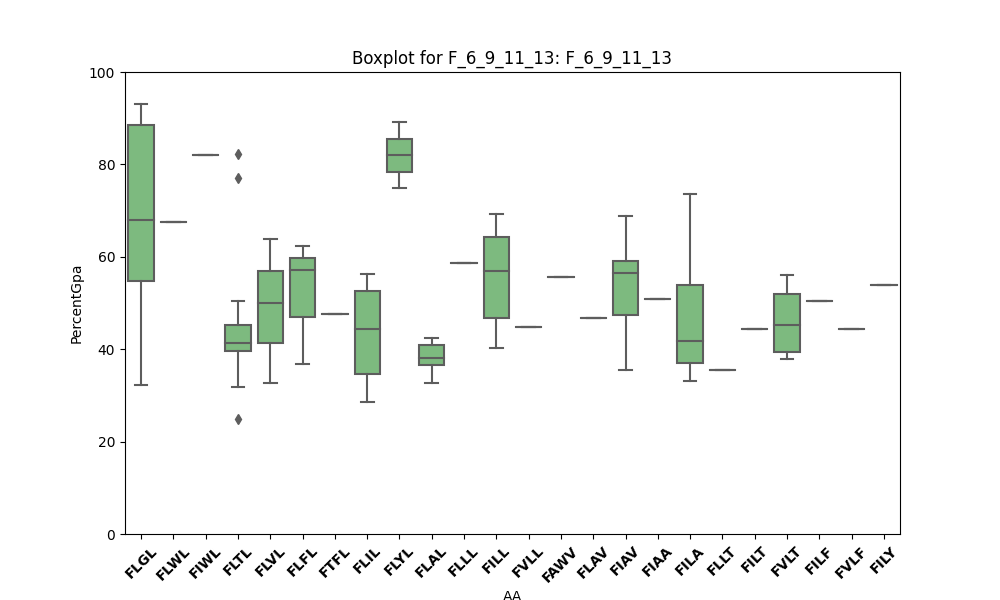 Boxplot for F_6_9_11_13: F_6_9_11_13
100
80
60
40
20
0
PercentGpa
FLGL
FLWL
FIWL
FLTL
FLVL
FLFL
FTFL
FLIL
FLYL
FLAL
FLLL
FILL
FVLL
FAWV
FLAV
FIAV
FIAA
FILA
FLLT
FILT
FVLT
FILF
FVLF
FILY
AA